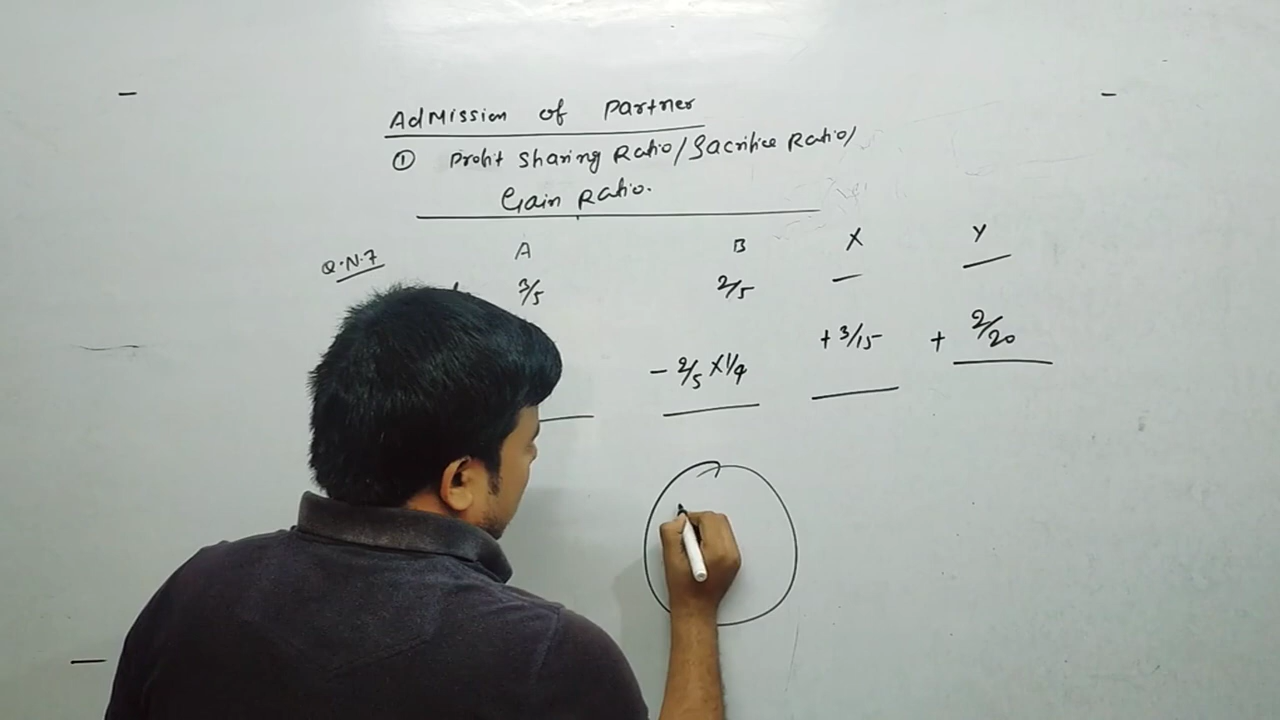 Admission of Partner
① Profit Sharing Ratio/Sacrifice Ratio/
Gain Ratio.
Q.N.7 A B X Y
3/5 2/5 — —
- 2/5 X 1/4 + 3/15 + 2/20